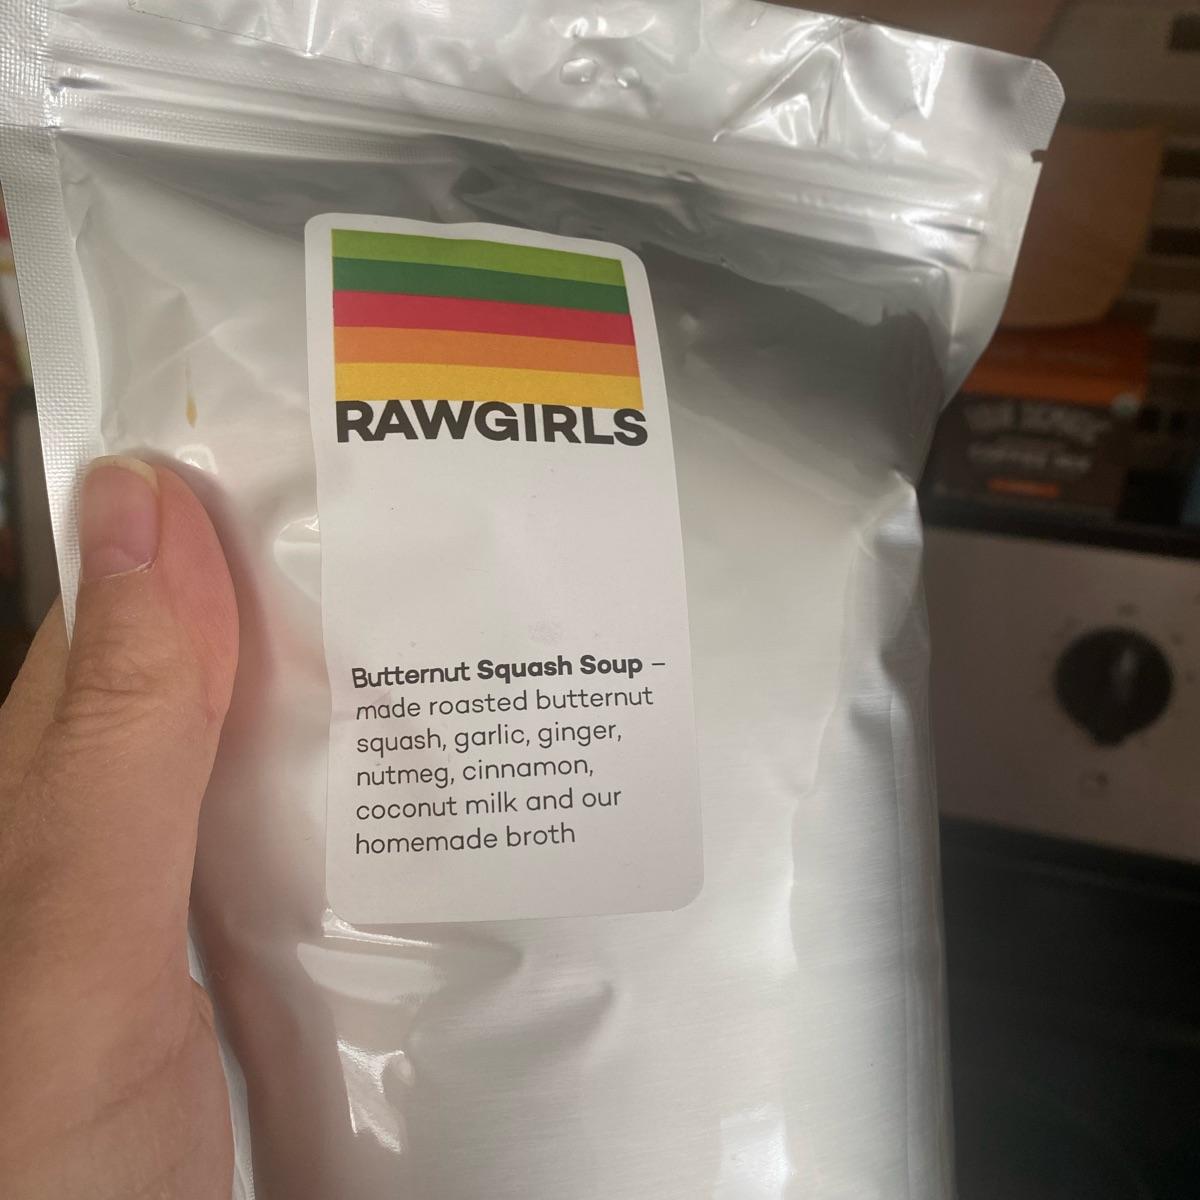 RAWGIRLS
Butternut Squash Soup –
made roasted butternut
squash, garlic, ginger,
nutmeg, cinnamon,
coconut milk and our
homemade broth